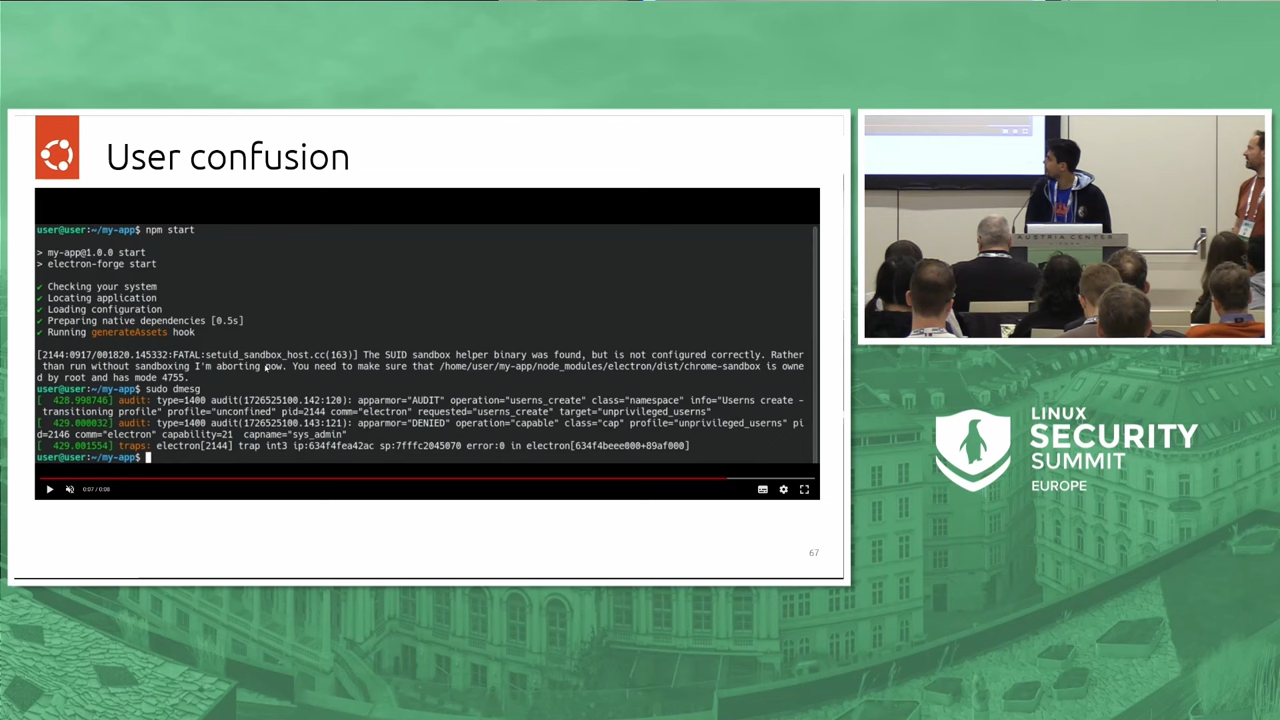 User confusion
user@user:~/my-app$ npm start
> my-app@1.0.0 start
> electron-forge start
✔ Checking your system
✔ Locating application
✔ Loading configuration
✔ Preparing native dependencies [0.5s]
✔ Running generateAssets hook
[2144:0917/001820.145332:FATAL:setuid_sandbox_host.cc(163)] The SUID sandbox helper binary was found, but is not configured correctly. Rather
than run without sandboxing I'm aborting now. You need to make sure that /home/user/my-app/node_modules/electron/dist/chrome-sandbox is owne
d by root and has mode 4755.
user@user:~/my-app$ sudo dmesg
[  428.998746] audit: type=1400 audit(1726525100.142:120): apparmor="AUDIT" operation="userns_create" class="namespace" info="Userns create -
transitioning profile" profile="unconfined" pid=2144 comm="electron" requested="userns_create" target="unprivileged_userns"
[  429.000032] audit: type=1400 audit(1726525100.143:121): apparmor="DENIED" operation="capable" class="cap" profile="unprivileged_userns" pi
d=2146 comm="electron" capability=21  capname="sys_admin"
[  429.001554] traps: electron[2144] trap int3 ip:634f4fea42ac sp:7fffc2045070 error:0 in electron[634f4beee000+89af000]
user@user:~/my-app$
0:07 / 0:08
67
AUSTRIA CENTER
LINUX
SECURITY
SUMMIT
EUROPE